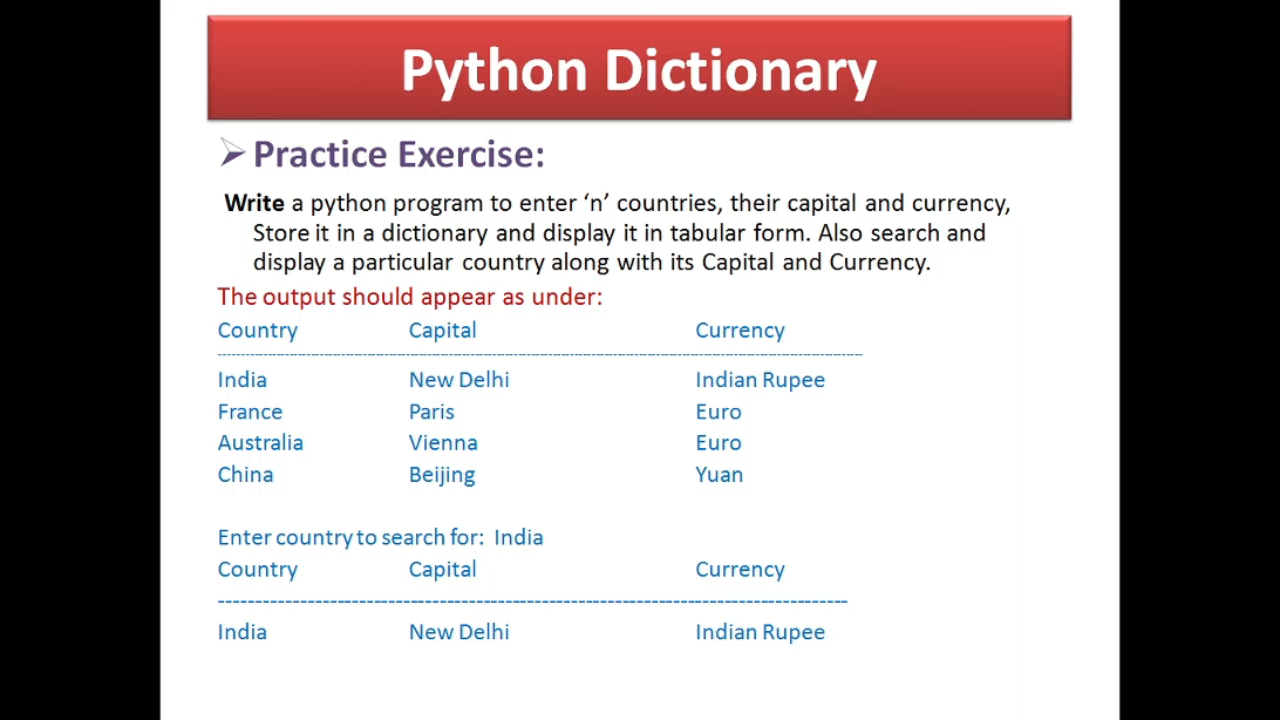 Python Dictionary
Practice Exercise:
Write a python program to enter ‘n’ countries, their capital and currency,
Store it in a dictionary and display it in tabular form. Also search and
display a particular country along with its Capital and Currency.
The output should appear as under:
Country Capital Currency
--------------------------------------------------------------------------------
India New Delhi Indian Rupee
France Paris Euro
Australia Vienna Euro
China Beijing Yuan
Enter country to search for: India
Country Capital Currency
--------------------------------------------------------------------------------
India New Delhi Indian Rupee